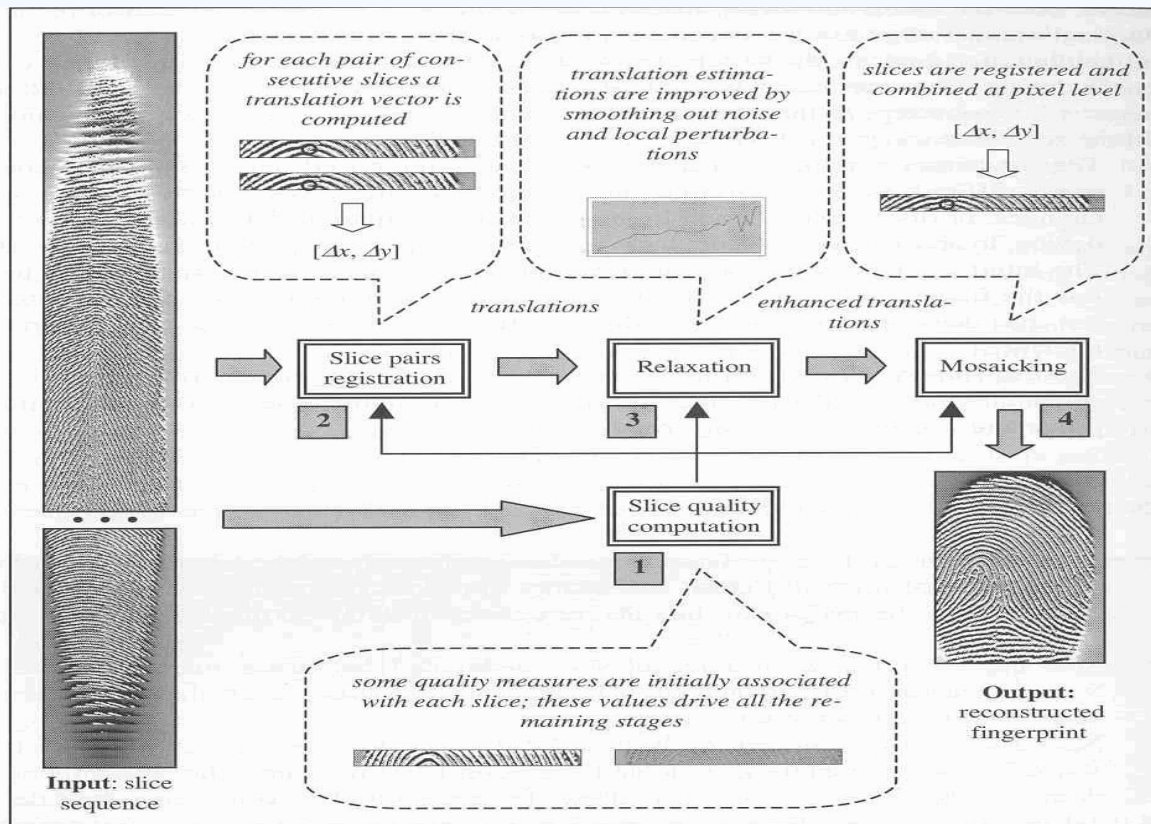 for each pair of con-
secutive slices a
translation vector is
computed
[Δx, Δy]
translation estima-
tions are improved by
smoothing out noise
and local perturba-
tions
slices are registered and
combined at pixel level
[Δx, Δy]
translations
enhanced transla-
tions
Slice pairs
registration
2
Relaxation
3
Mosaicking
4
Slice quality
computation
1
some quality measures are initially associated
with each slice; these values drive all the re-
maining stages
Input: slice
sequence
Output:
reconstructed
fingerprint